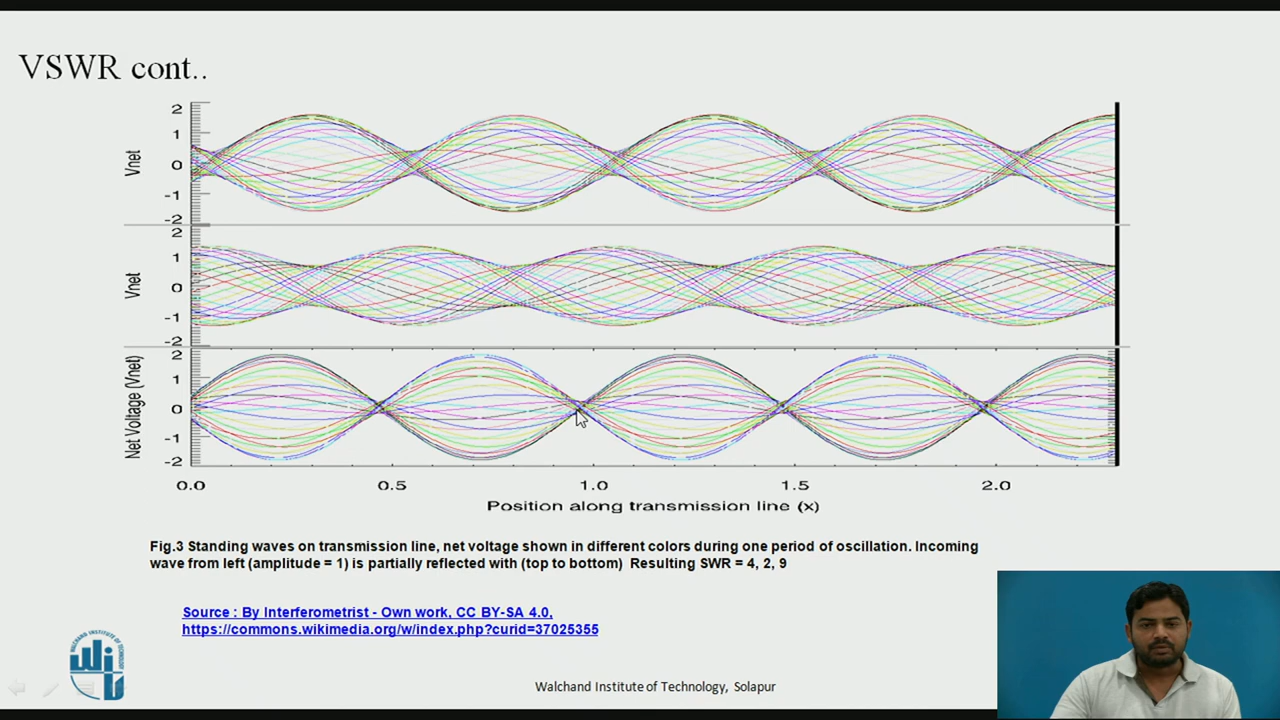 VSWR cont..
2
1
0
-1
-2
Vnet
2
1
0
-1
-2
Vnet
2
1
0
-1
-2
Net Voltage (Vnet)
0.0 0.5 1.0 1.5 2.0
Position along transmission line (x)
Fig.3 Standing waves on transmission line, net voltage shown in different colors during one period of oscillation. Incoming
wave from left (amplitude = 1) is partially reflected with (top to bottom) Resulting SWR = 4, 2, 9
Source : By Interferometrist - Own work, CC BY-SA 4.0,
https://commons.wikimedia.org/w/index.php?curid=37025355
WALCHAND INSTITUTE OF TECHNOLOGY
Walchand Institute of Technology, Solapur